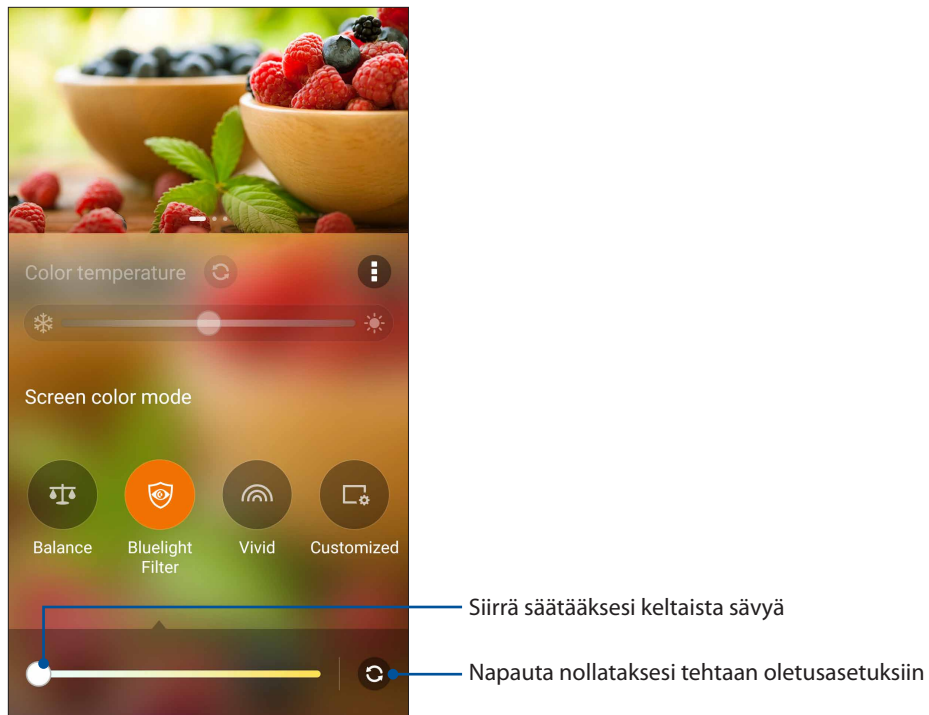 Color temperature
Screen color mode
Balance
Bluelight
Filter
Vivid
Customized
Siirrä säätääksesi keltaista sävyä
Napauta nollataksesi tehtaan oletusasetuksiin